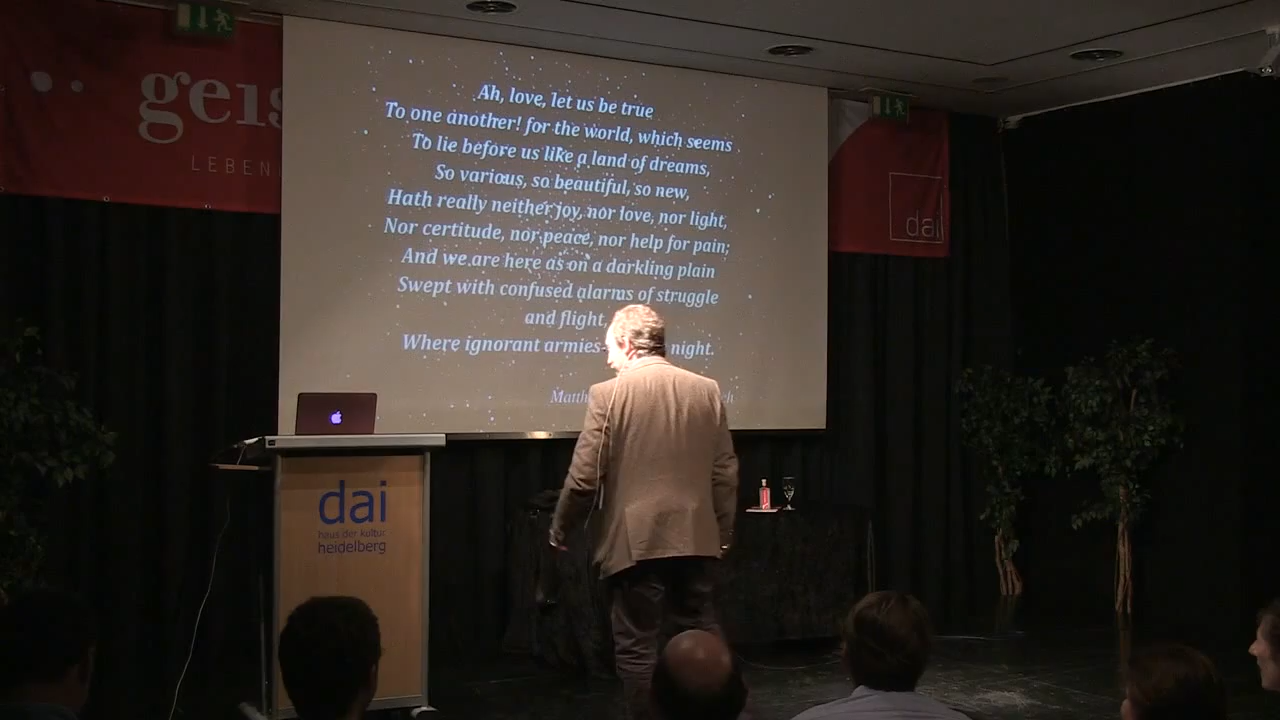 geis
LEBEN
Ah, love, let us be true
To one another! for the world, which seems
To lie before us like a land of dreams,
So various, so beautiful, so new,
Hath really neither joy, nor love, nor light,
Nor certitude, nor peace, nor help for pain;
And we are here as on a darkling plain
Swept with confused alarms of struggle
and flight,
Where ignorant armies night.
Matth
dai
dai
haus der kultur
heidelberg